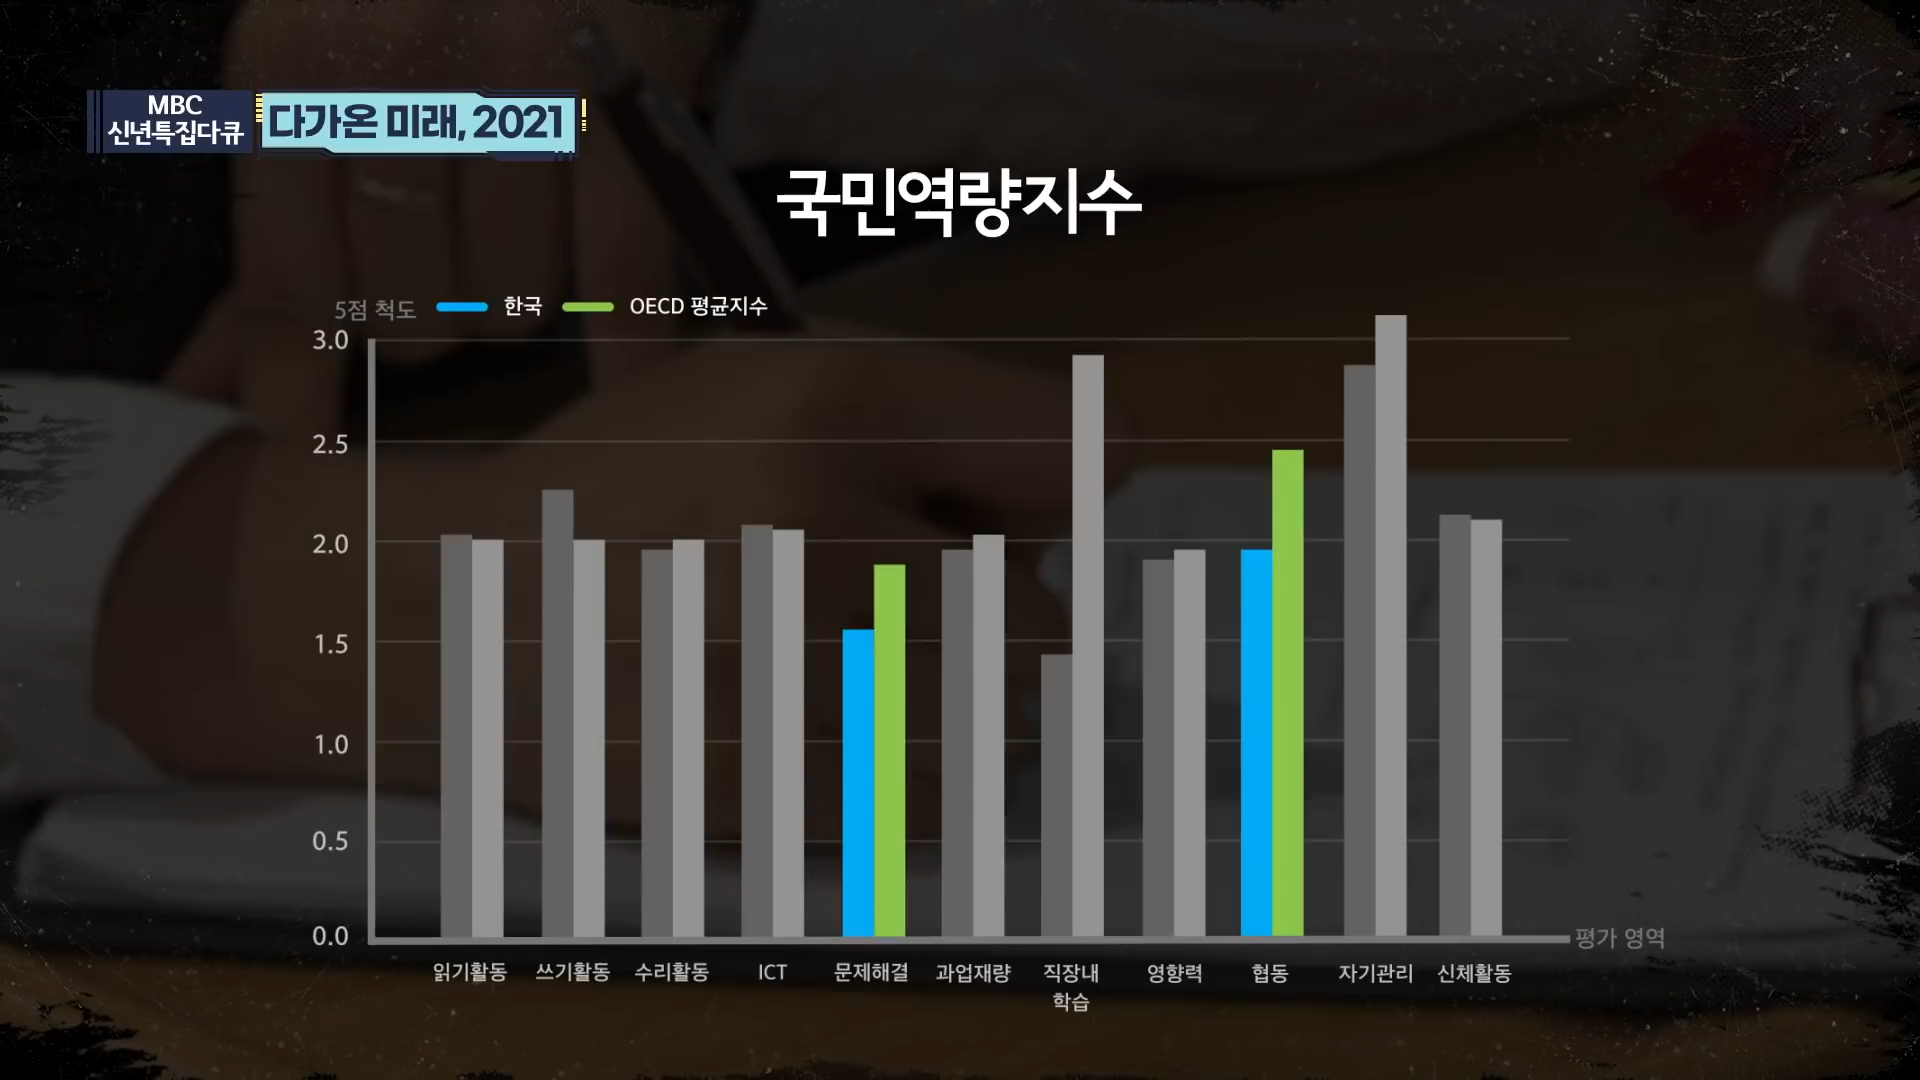 MBC
신년특집다큐
다가온 미래, 2021
국민역량지수
5점 척도 한국 OECD 평균지수
3.0
2.5
2.0
1.5
1.0
0.5
0.0
평가 영역
읽기활동 쓰기활동 수리활동 ICT 문제해결 과업재량 직장내 영향력 협동 자기관리 신체활동
학습